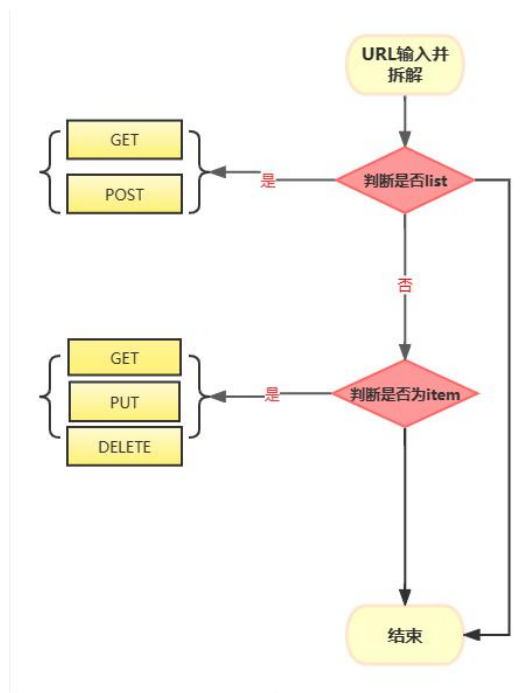 URL输入并
拆解
GET
POST
是
判断是否list
否
GET
PUT
DELETE
是
判断是否为item
结束